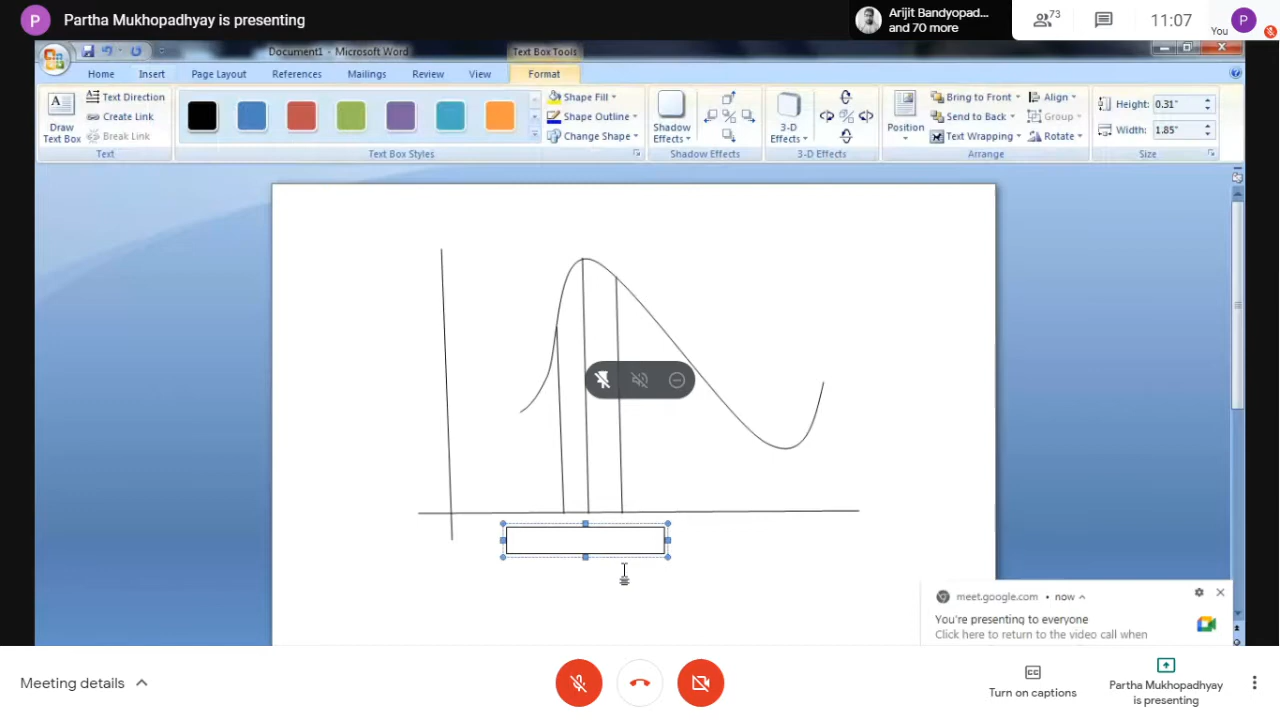 P Partha Mukhopadhyay is presenting
Arijit Bandyopad...
and 70 more
73
11:07
You P
Document1 - Microsoft Word
Text Box Tools
Home Insert Page Layout References Mailings Review View Format
Draw
Text Box
Text Direction
Create Link
Break Link
Text
Text Box Styles
Shape Fill
Shape Outline
Change Shape
Shadow
Effects
Shadow Effects
3-D
Effects
3-D Effects
Position
Bring to Front
Send to Back
Text Wrapping
Align
Group
Rotate
Arrange
Height: 0.31"
Width: 1.85"
Size
meet.google.com • now
You're presenting to everyone
Click here to return to the video call when
Meeting details
CC
Turn on captions
Partha Mukhopadhyay
is presenting